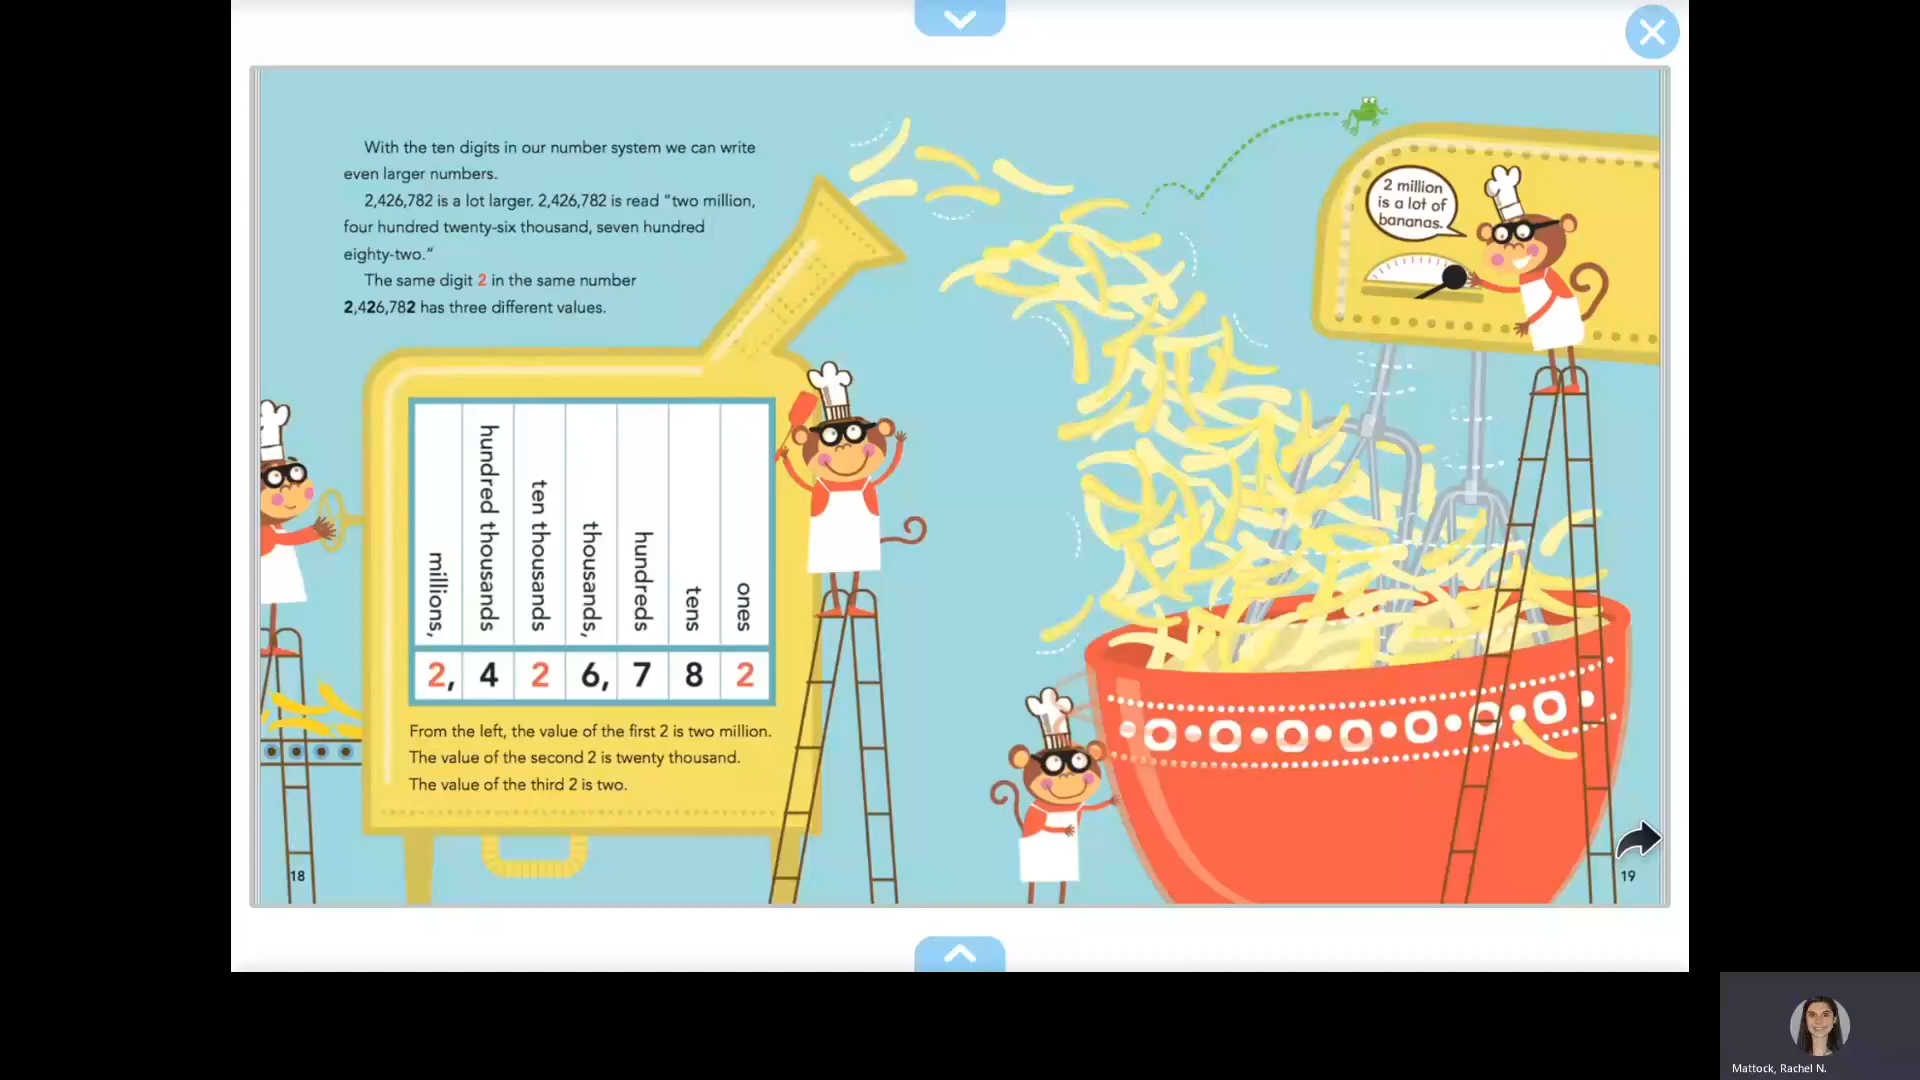 With the ten digits in our number system we can write
even larger numbers.
2,426,782 is a lot larger. 2,426,782 is read “two million,
four hundred twenty-six thousand, seven hundred
eighty-two.”
The same digit 2 in the same number
2,426,782 has three different values.
2 million
is a lot of
bananas.
millions,
hundred thousands
ten thousands
thousands,
hundreds
tens
ones
2, 4 2 6, 7 8 2
From the left, the value of the first 2 is two million.
The value of the second 2 is twenty thousand.
The value of the third 2 is two.
18
19
Mattock, Rachel N.